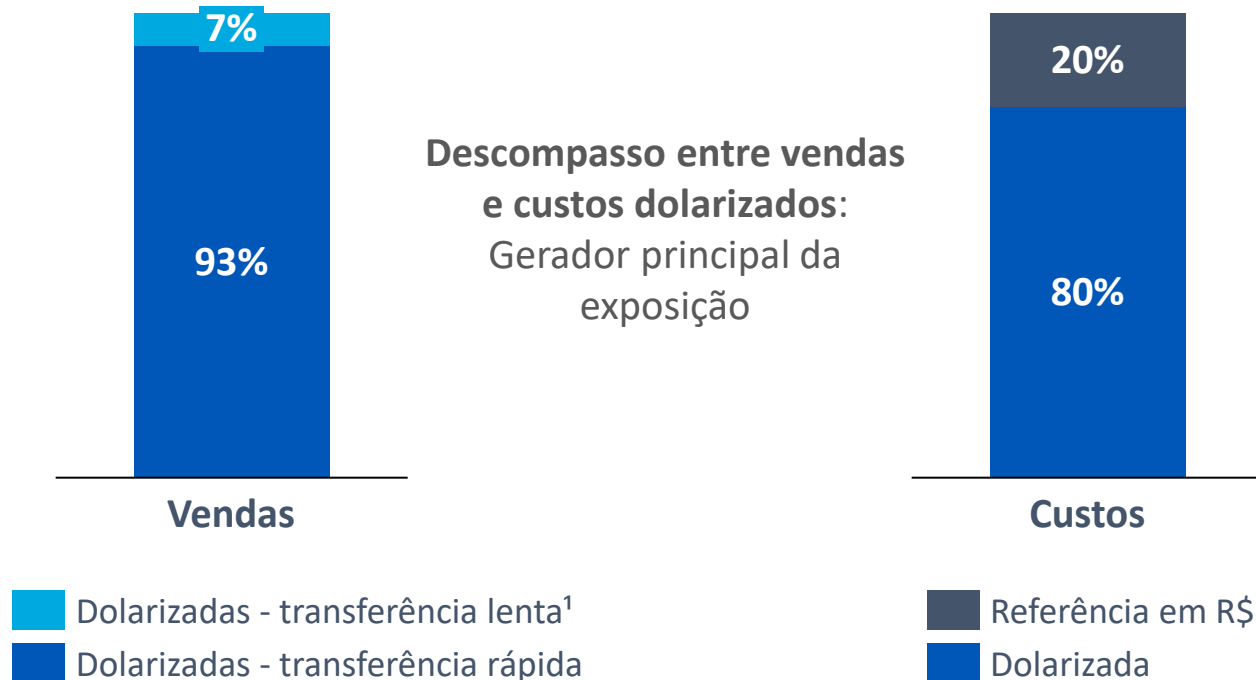 7%
93%
Vendas
Dolarizadas - transferência lenta¹
Dolarizadas - transferência rápida
Descompasso entre vendas
e custos dolarizados:
Gerador principal da
exposição
20%
80%
Custos
Referência em R$
Dolarizada